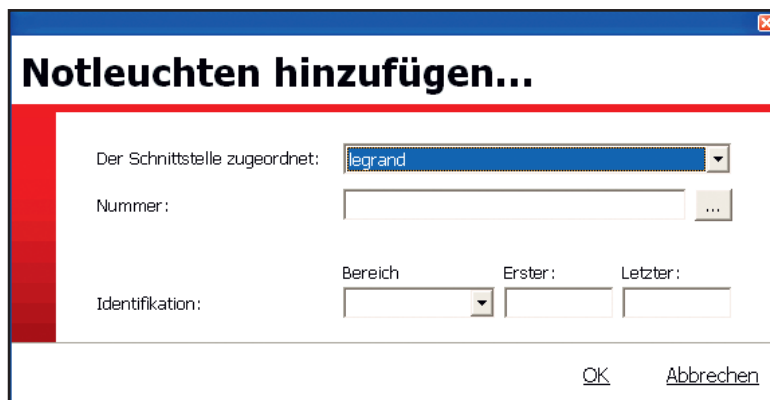 Notleuchten hinzufügen...
Der Schnittstelle zugeordnet: legrand
Nummer: ...
Bereich Erster: Letzter:
Identifikation:
OK Abbrechen